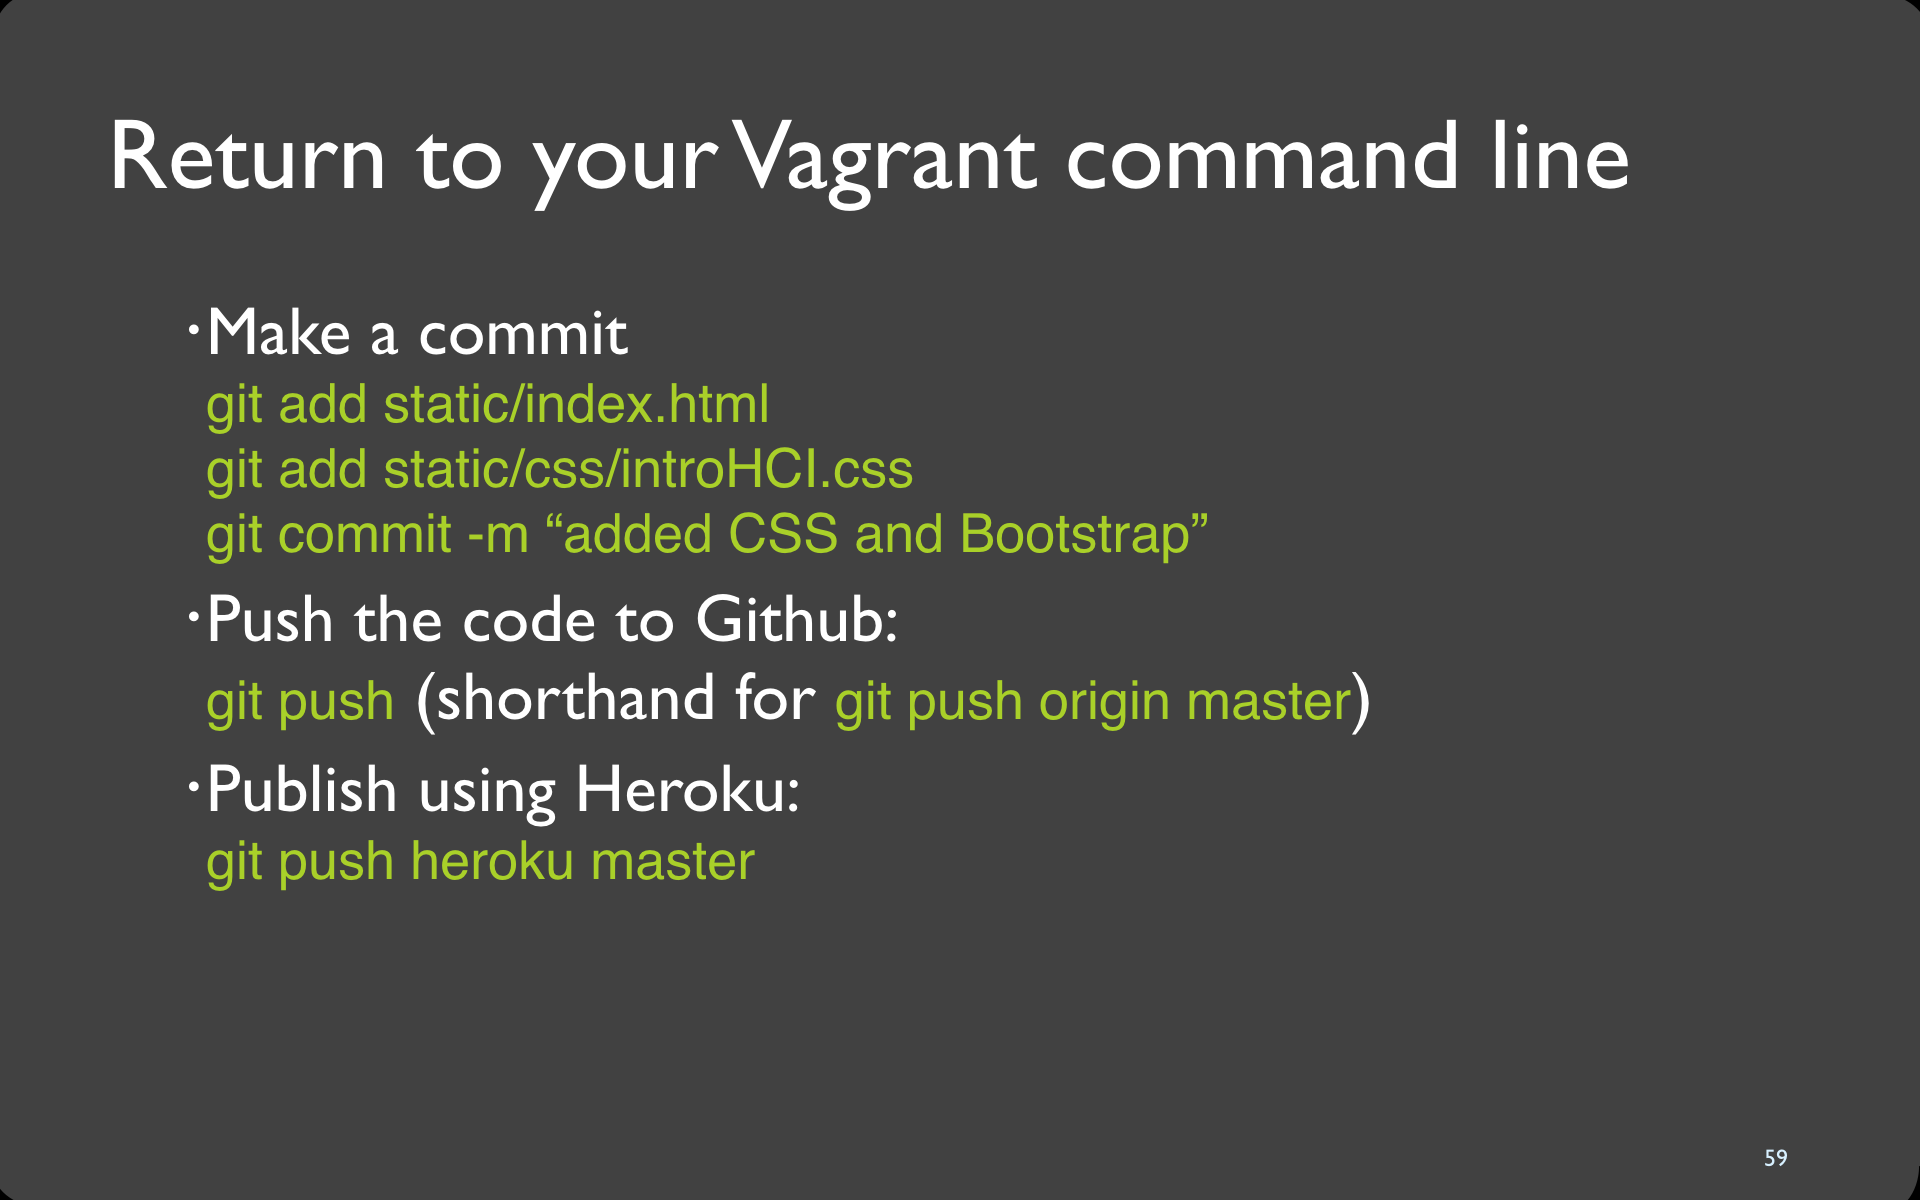 Return to your Vagrant command line
·Make a commit
git add static/index.html
git add static/css/introHCI.css
git commit -m “added CSS and Bootstrap”
·Push the code to Github:
git push (shorthand for git push origin master)
·Publish using Heroku:
git push heroku master
59